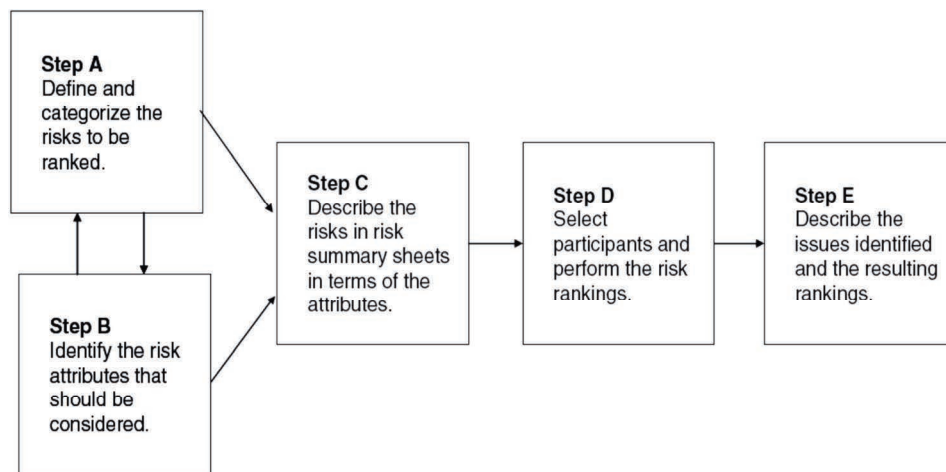 Step A
Define and
categorize the
risks to be
ranked.
Step B
Identify the risk
attributes that
should be
considered.
Step C
Describe the
risks in risk
summary sheets
in terms of the
attributes.
Step D
Select
participants and
perform the risk
rankings.
Step E
Describe the
issues identified
and the resulting
rankings.